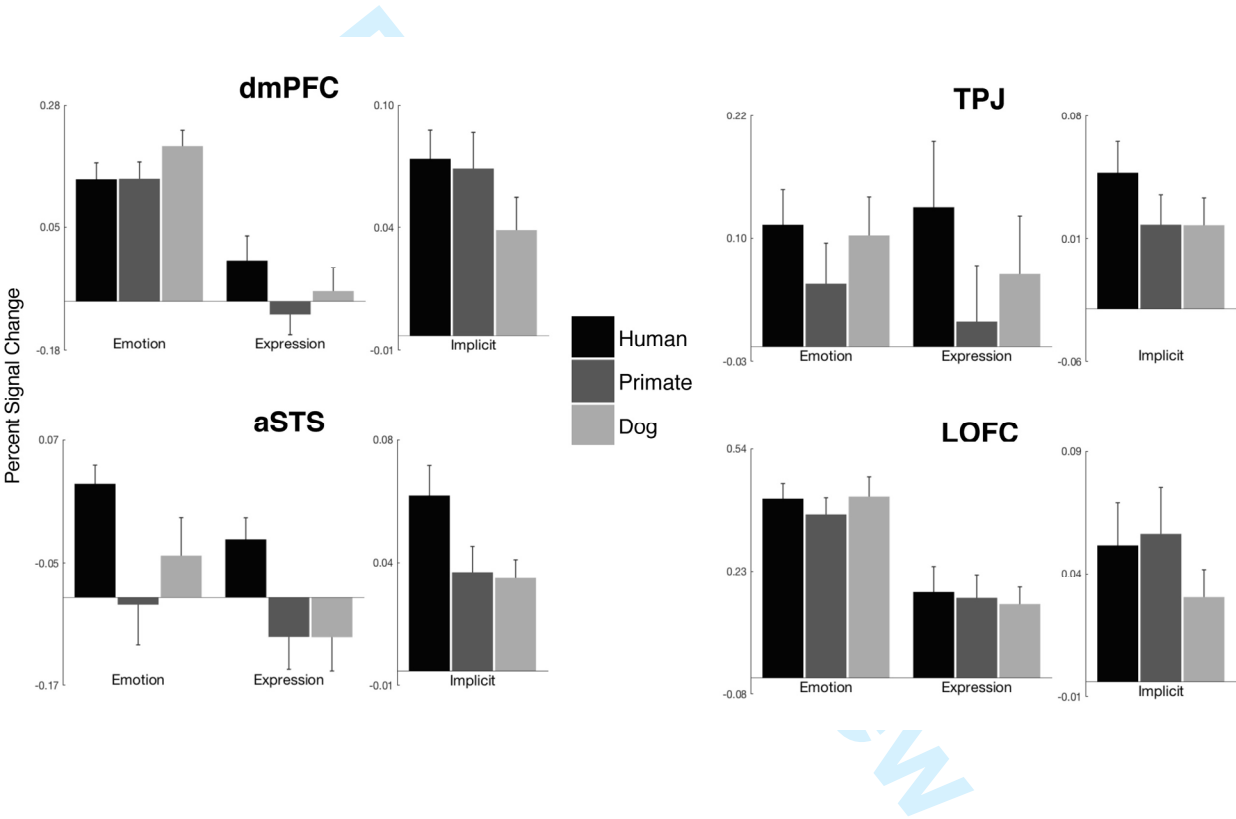 dmPFC
0.28
0.05
-0.18
Emotion
Expression
0.10
0.04
-0.01
Implicit
Percent Signal Change
aSTS
0.07
-0.05
-0.17
Emotion
Expression
0.08
0.04
-0.01
Implicit
Human
Primate
Dog
TPJ
0.22
0.10
-0.03
Emotion
Expression
0.08
0.01
-0.06
Implicit
LOFC
0.54
0.23
-0.08
Emotion
Expression
0.09
0.04
-0.01
Implicit